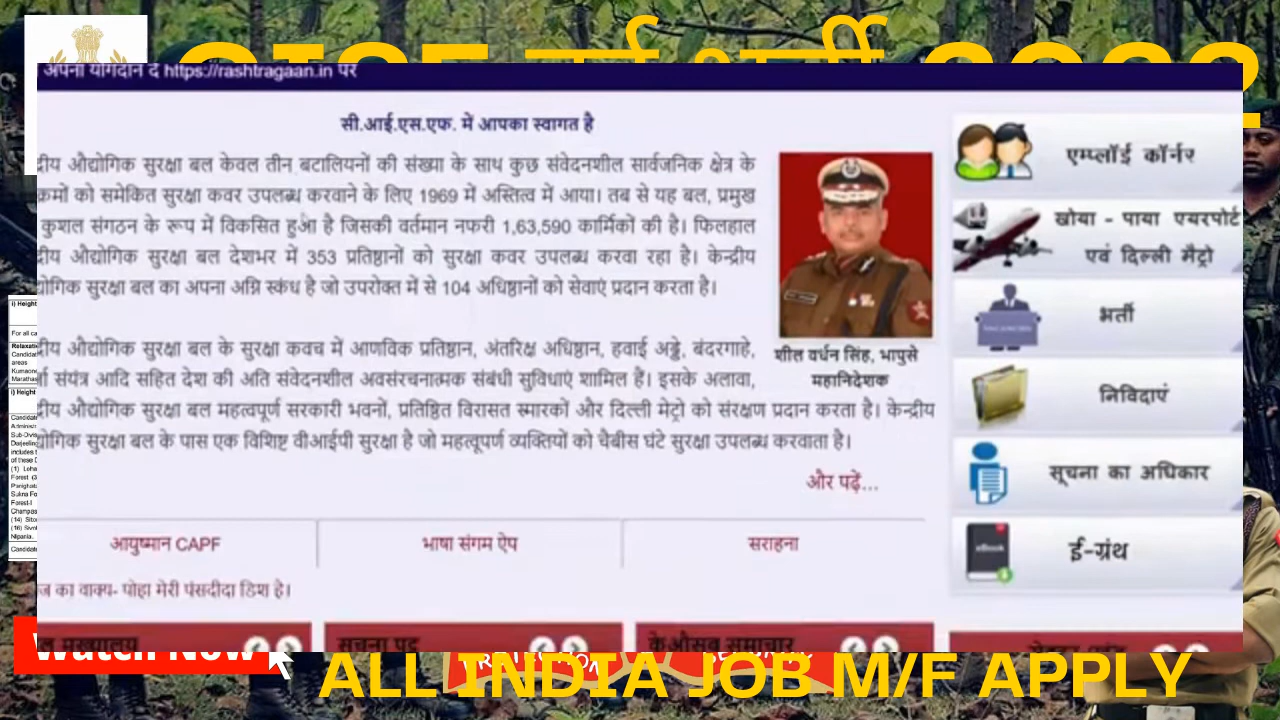 अपना योगदान दें https://rashtragaan.in पर
सी.आई.एस.एफ. में आपका स्वागत है
द्रीय औद्योगिक सुरक्षा बल केवल तीन बटालियनों की संख्या के साथ कुछ संवेदनशील सार्वजनिक क्षेत्र के
क्रमों को समेकित सुरक्षा कवर उपलब्ध करवाने के लिए 1969 में अस्तित्व में आया। तब से यह बल, प्रमुख
कुशल संगठन के रूप में विकसित हुआ है जिसकी वर्तमान नफरी 1,63,590 कार्मिकों की है। फिलहाल
द्रीय औद्योगिक सुरक्षा बल देशभर में 353 प्रतिष्ठानों को सुरक्षा कवर उपलब्ध करवा रहा है। केन्द्रीय
योगिक सुरक्षा बल का अपना अग्नि स्कंध है जो उपरोक्त में से 104 अधिष्ठानों को सेवाएं प्रदान करता है।
द्रीय औद्योगिक सुरक्षा बल के सुरक्षा कवच में आणविक प्रतिष्ठान, अंतरिक्ष अधिष्ठान, हवाई अड्डे, बंदरगाहे,
र्जा संयंत्र आदि सहित देश की अति संवेदनशील अवसंरचनात्मक संबंधी सुविधाएं शामिल हैं। इसके अलावा,
द्रीय औद्योगिक सुरक्षा बल महत्वपूर्ण सरकारी भवनों, प्रतिष्ठित विरासत स्मारकों और दिल्ली मेट्रो को संरक्षण प्रदान करता है। केन्द्रीय
योगिक सुरक्षा बल के पास एक विशिष्ट वीआईपी सुरक्षा है जो महत्वपूर्ण व्यक्तियों को चैबीस घंटे सुरक्षा उपलब्ध करवाता है।
शील वर्धन सिंह, भापुसे
महानिदेशक
और पढ़ें...
आयुष्मान CAPF
भाषा संगम ऐप
सराहना
ज का वाक्य- पोहा मेरी पंसदीदा डिश है।
एम्प्लॉई कॉर्नर
खोया - पाया एयरपोर्ट
एवं दिल्ली मैट्रो
भर्ती
निविदाएं
सूचना का अधिकार
ई-ग्रंथ
Watch Now
ALL INDIA JOB M/F APPLY